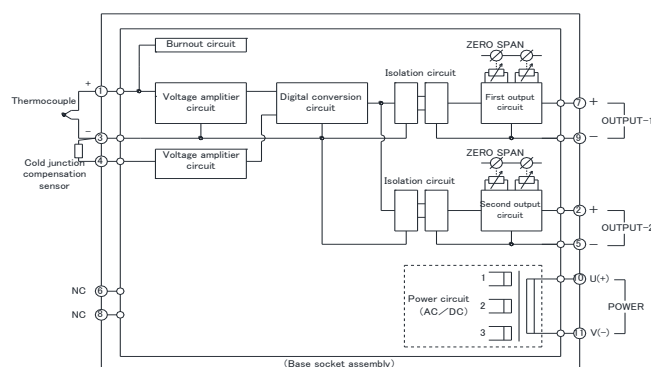 Burnout circuit
ZERO SPAN
Isolation circuit
+
①
Thermocouple
Voltage amplitier
circuit
Digital conversion
circuit
First output
circuit
⑦ +
OUTPUT-1
−
③
⑨ −
④
Cold junction
compensation
sensor
Voltage amplifier
circuit
ZERO SPAN
Isolation circuit
Second output
circuit
② +
OUTPUT-2
⑤ −
NC ⑥
NC ⑧
Power circuit
(AC/DC)
1
2
3
⑩ U(+)
POWER
⑪ V(-)
(Base socket assembly)